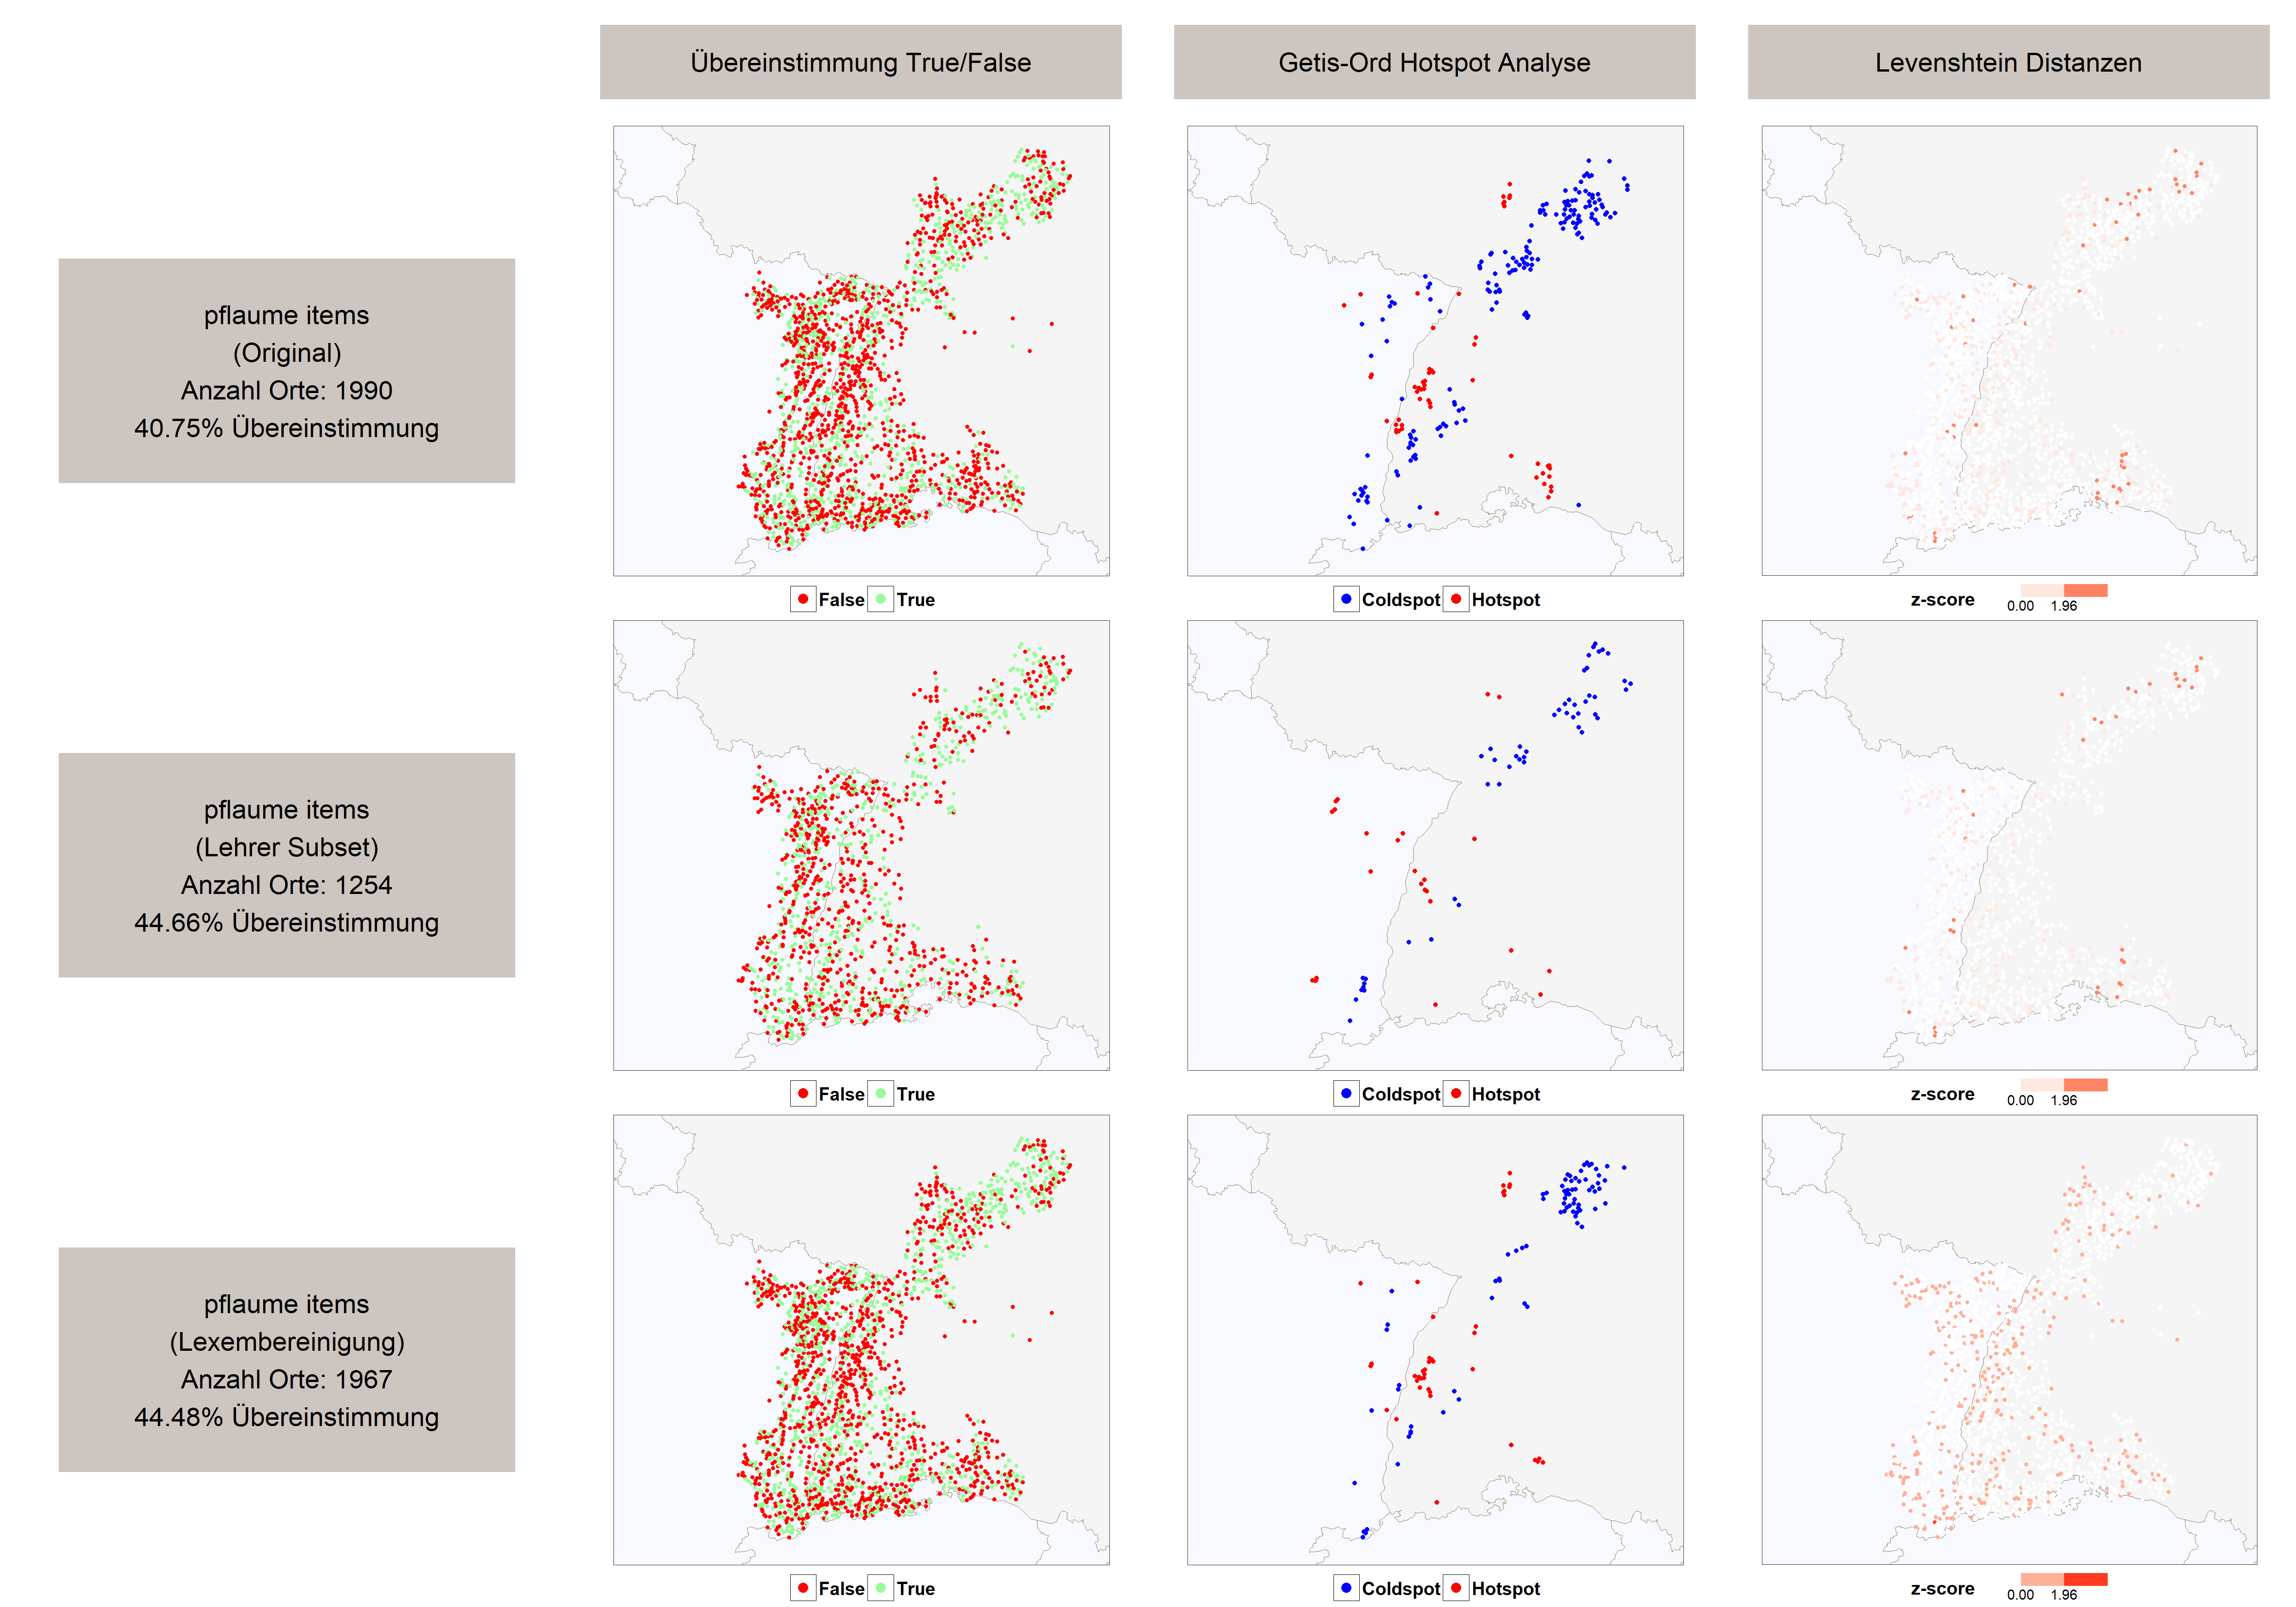 Übereinstimmung True/False
Getis-Ord Hotspot Analyse
Levenshtein Distanzen
pflaume items
(Original)
Anzahl Orte: 1990
40.75% Übereinstimmung
False True
Coldspot Hotspot
z-score
0.00 1.96
pflaume items
(Lehrer Subset)
Anzahl Orte: 1254
44.66% Übereinstimmung
False True
Coldspot Hotspot
z-score
0.00 1.96
pflaume items
(Lexembereinigung)
Anzahl Orte: 1967
44.48% Übereinstimmung
False True
Coldspot Hotspot
z-score
0.00 1.96